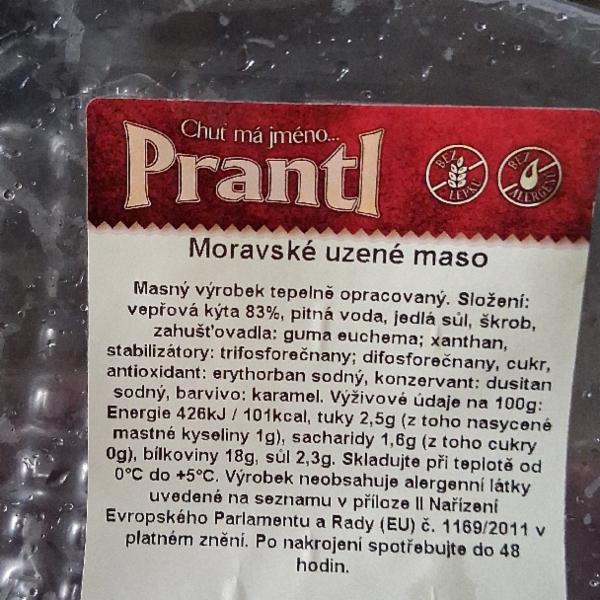 Chuť má jméno...
Prantl
BEZ LEPKU
BEZ ALERGENŮ
Moravské uzené maso
Masný výrobek tepelně opracovaný. Složení:
vepřová kýta 83%, pitná voda, jedlá sůl, škrob,
zahušťovadla: guma euchema; xanthan,
stabilizátory: trifosforečnany; difosforečnany, cukr,
antioxidant: erythorban sodný, konzervant: dusitan
sodný, barvivo: karamel. Výživové údaje na 100g:
Energie 426kJ / 101kcal, tuky 2,5g (z toho nasycené
mastné kyseliny 1g), sacharidy 1,6g (z toho cukry
0g), bílkoviny 18g, sůl 2,3g. Skladujte při teplotě od
0°C do +5°C. Výrobek neobsahuje alergenní látky
uvedené na seznamu v příloze II Nařízení
Evropského Parlamentu a Rady (EU) č. 1169/2011 v
platném znění. Po nakrojení spotřebujte do 48
hodin.